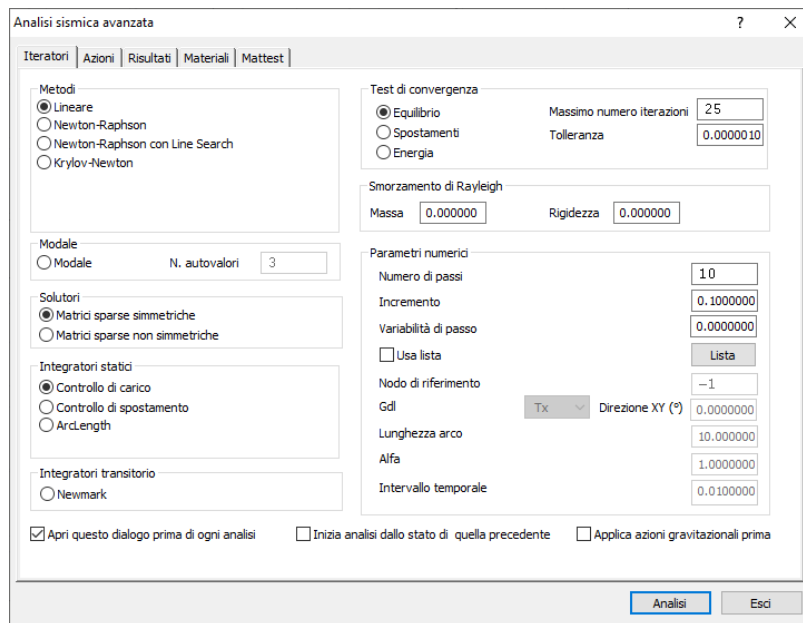 Analisi sismica avanzata
?
Iteratori
Azioni
Risultati
Materiali
Mattest
Metodi
Lineare
Newton-Raphson
Newton-Raphson con Line Search
Krylov-Newton
Modale
Modale N. autovalori 3
Solutori
Matrici sparse simmetriche
Matrici sparse non simmetriche
Integratori statici
Controllo di carico
Controllo di spostamento
ArcLength
Integratori transitorio
Newmark
Test di convergenza
Equilibrio Massimo numero iterazioni 25
Spostamenti Tolleranza 0.0000010
Energia
Smorzamento di Rayleigh
Massa 0.000000 Rigidezza 0.000000
Parametri numerici
Numero di passi 10
Incremento 0.1000000
Variabilità di passo 0.0000000
Usa lista Lista
Nodo di riferimento −1
Gdl Tx Direzione XY (°) 0.0000000
Lunghezza arco 10.000000
Alfa 1.0000000
Intervallo temporale 0.0100000
Apri questo dialogo prima di ogni analisi Inizia analisi dallo stato di quella precedente Applica azioni gravitazionali prima
Analisi Esci